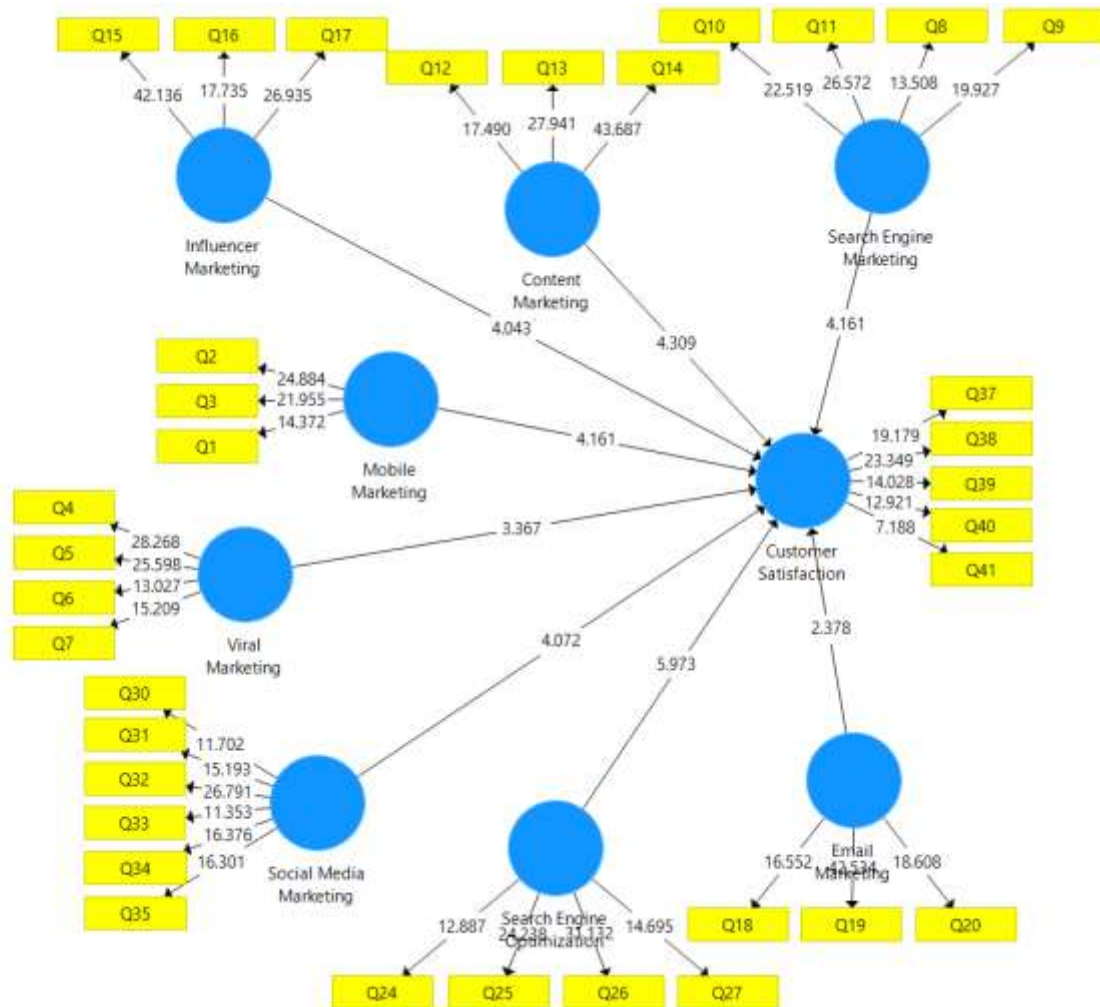 Q15
Q16
Q17
42.136
17.735
26.935
Influencer
Marketing
Q12
Q13
Q14
17.490
27.941
43.687
Content
Marketing
Q10
Q11
Q8
Q9
22.519
26.572
13.508
19.927
Search Engine
Marketing
4.043
4.309
4.161
Q2
Q3
Q1
24.884
21.955
14.372
Mobile
Marketing
4.161
Q37
Q38
Q39
Q40
Q41
19.179
23.349
14.028
12.921
7.188
Customer
Satisfaction
Q4
Q5
Q6
Q7
28.268
25.598
13.027
15.209
Viral
Marketing
3.367
Q30
Q31
Q32
Q33
Q34
Q35
11.702
15.193
26.791
11.353
16.376
16.301
Social Media
Marketing
4.072
5.973
2.378
Search Engine
Optimization
12.887
24.238
14.695
Q24
Q25
Q26
Q27
Email
Marketing
16.552
18.608
Q18
Q19
Q20